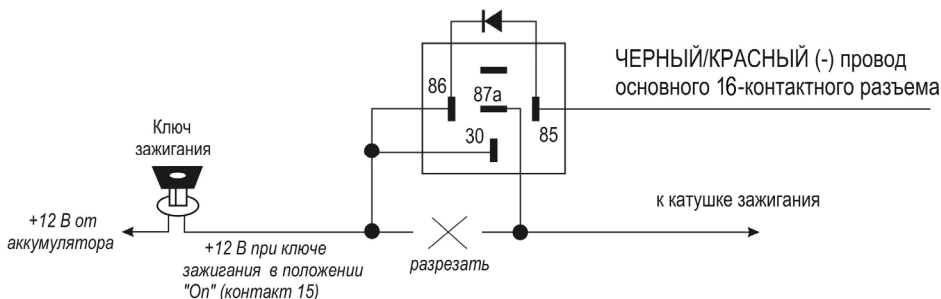 ЧЕРНЫЙ/КРАСНЫЙ (-) провод
основного 16-контактного разъема
86
87а
30
85
Ключ
зажигания
к катушке зажигания
+12 В от
аккумулятора
+12 В при ключе
зажигания в положении
"On" (контакт 15)
разрезать